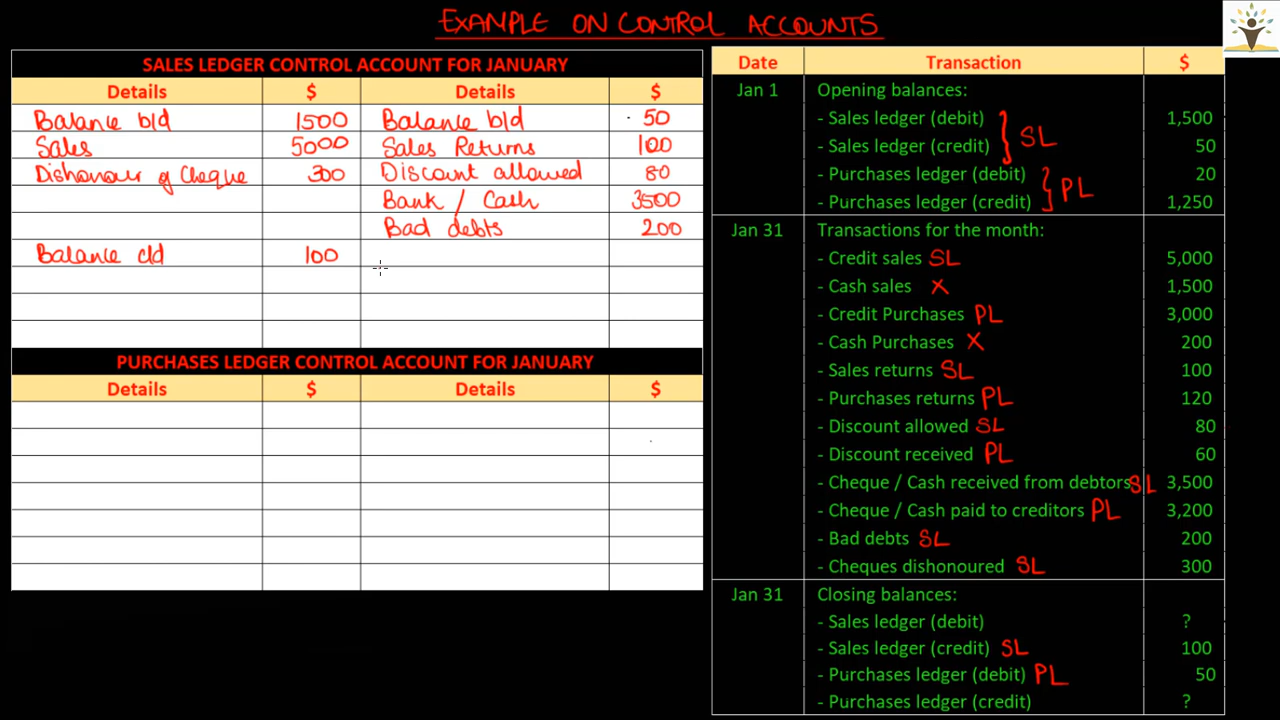 EXAMPLE ON CONTROL ACCOUNTS
SALES LEDGER CONTROL ACCOUNT FOR JANUARY
Details $ Details $
Balance b/d 1500 Balance b/d 50
Sales 5000 Sales Returns 100
Dishonour of Cheque 300 Discount allowed 80
Bank / Cash 3500
Bad debts 200
Balance c/d 100
PURCHASES LEDGER CONTROL ACCOUNT FOR JANUARY
Details $ Details $
Date Transaction $
Jan 1 Opening balances:
- Sales ledger (debit) 1,500
- Sales ledger (credit) 50
SL
- Purchases ledger (debit) 20
- Purchases ledger (credit) 1,250
PL
Jan 31 Transactions for the month:
- Credit sales SL 5,000
- Cash sales X 1,500
- Credit Purchases PL 3,000
- Cash Purchases X 200
- Sales returns SL 100
- Purchases returns PL 120
- Discount allowed SL 80
- Discount received PL 60
- Cheque / Cash received from debtors SL 3,500
- Cheque / Cash paid to creditors PL 3,200
- Bad debts SL 200
- Cheques dishonoured SL 300
Jan 31 Closing balances:
- Sales ledger (debit) ?
- Sales ledger (credit) SL 100
- Purchases ledger (debit) PL 50
- Purchases ledger (credit) ?